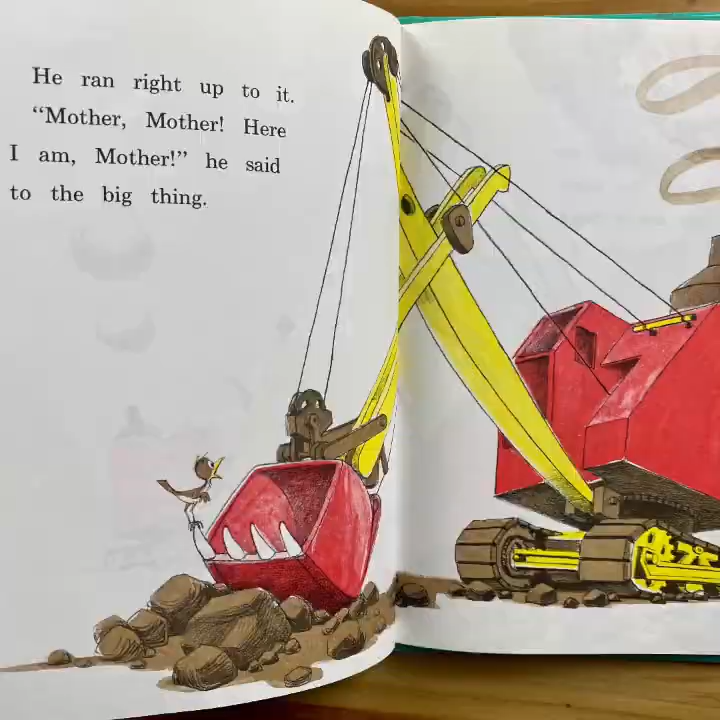 He ran right up to it.
“Mother, Mother! Here
I am, Mother!” he said
to the big thing.